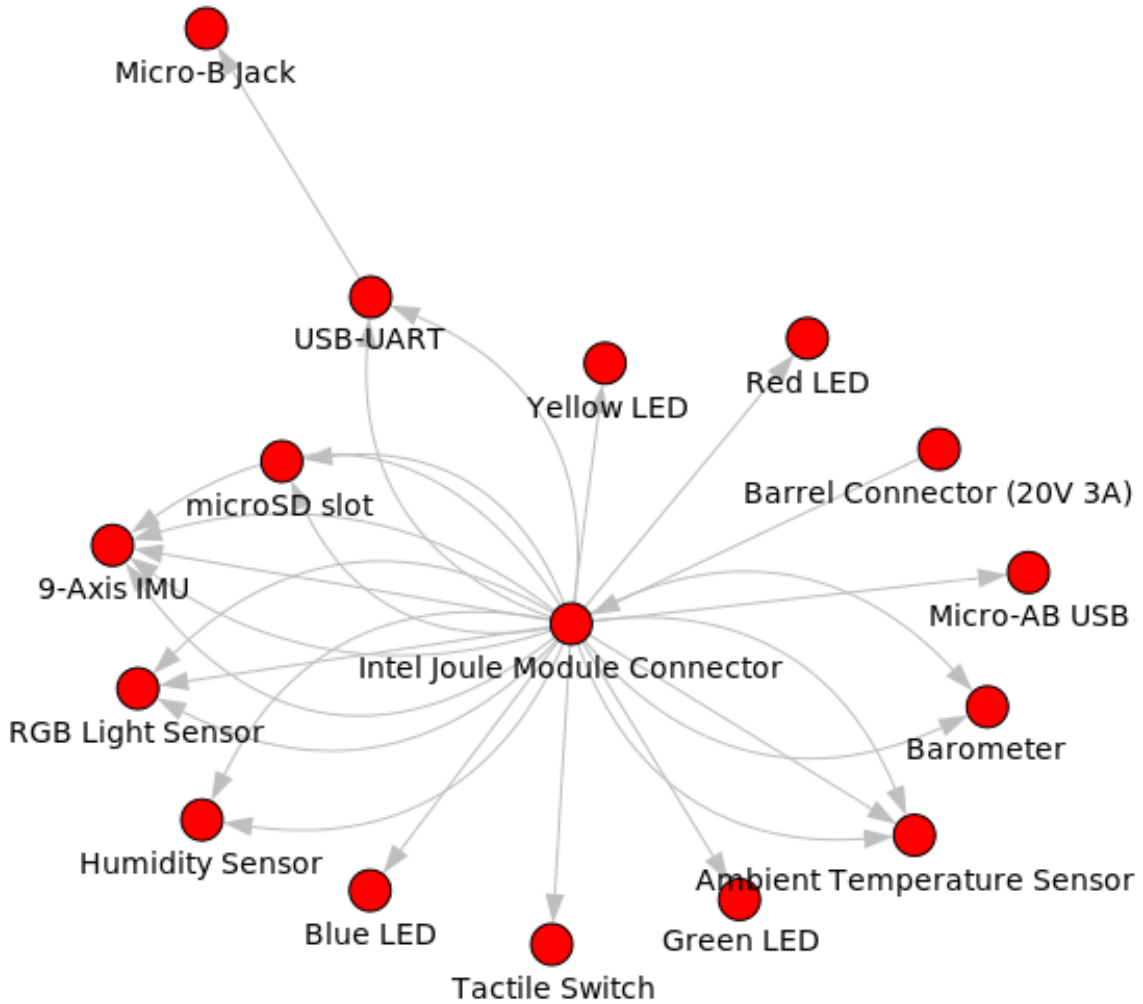 Micro-B Jack
USB-UART
Yellow LED
Red LED
Barrel Connector (20V 3A)
microSD slot
9-Axis IMU
Micro-AB USB
Intel Joule Module Connector
RGB Light Sensor
Barometer
Humidity Sensor
Ambient Temperature Sensor
Blue LED
Green LED
Tactile Switch